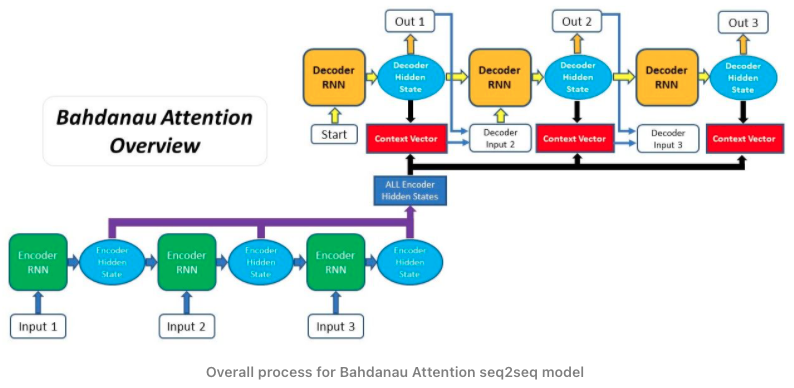 Out 1
Out 2
Out 3
Decoder
RNN
Decoder
Hidden
State
Decoder
RNN
Decoder
Hidden
State
Decoder
RNN
Decoder
Hidden
State
Bahdanau Attention
Overview
Start
Context Vector
Decoder
Input 2
Context Vector
Decoder
Input 3
Context Vector
ALL Encoder
Hidden States
Encoder
RNN
Encoder
Hidden
State
Encoder
RNN
Encoder
Hidden
State
Encoder
RNN
Encoder
Hidden
State
Input 1
Input 2
Input 3
Overall process for Bahdanau Attention seq2seq model